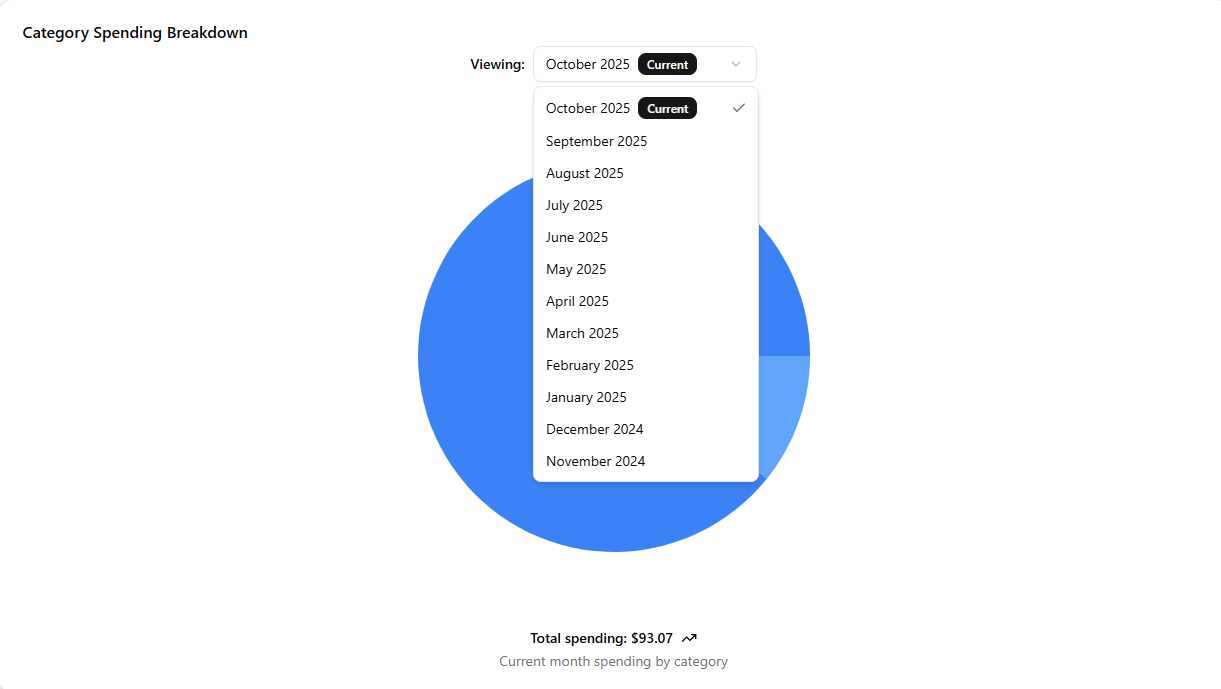 Category Spending Breakdown
Viewing: October 2025 Current
October 2025 Current
September 2025
August 2025
July 2025
June 2025
May 2025
April 2025
March 2025
February 2025
January 2025
December 2024
November 2024
Total spending: $93.07
Current month spending by category